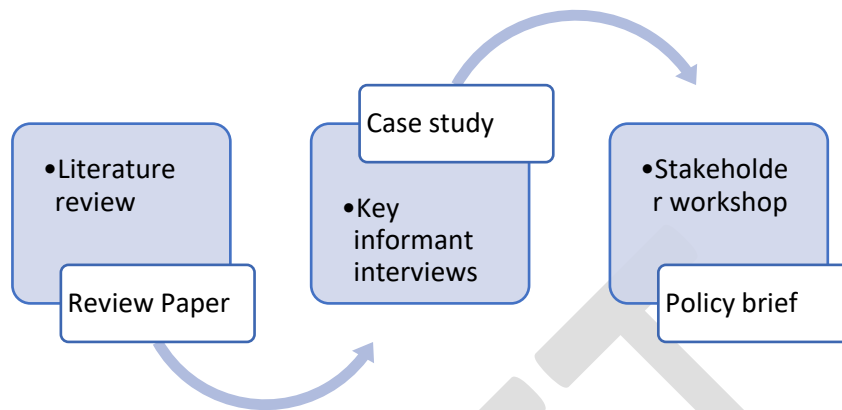 •Literature
review
Review Paper
Case study
•Key
informant
interviews
•Stakeholde
r workshop
Policy brief